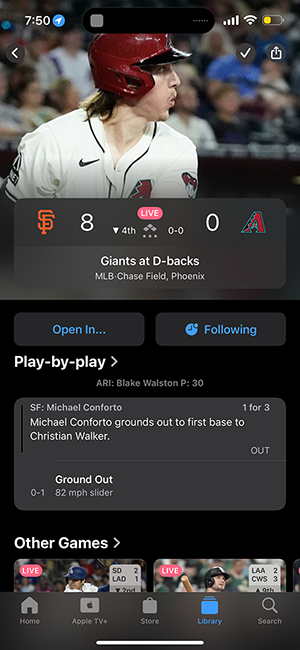 7:50
8
LIVE
▼ 4th
0-0
0
Giants at D-backs
MLB·Chase Field, Phoenix
Open In...
Following
Play-by-play >
ARI: Blake Walston P: 30
SF: Michael Conforto 1 for 3
Michael Conforto grounds out to first base to
Christian Walker.
OUT
Ground Out
0-1 82 mph slider
Other Games >
LIVE
SD 2
LAD 1
▼ 2nd
LIVE
LAA 2
CWS 3
▲ 9th
Home
Apple TV+
Store
Library
Search